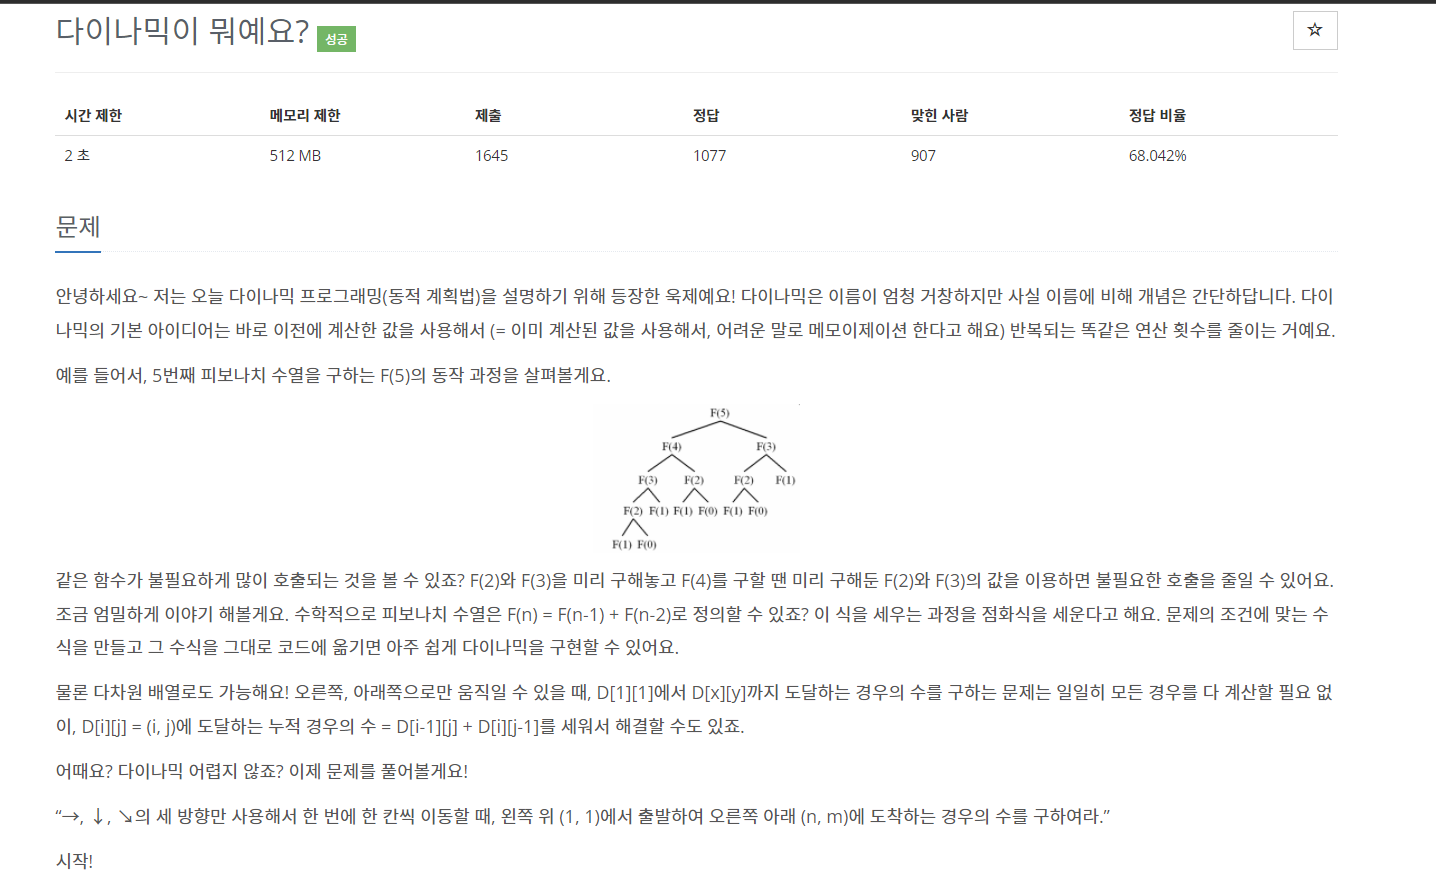 다이나믹이 뭐예요? 성공
☆
시간 제한 메모리 제한 제출 정답 맞힌 사람 정답 비율
2 초 512 MB 1645 1077 907 68.042%
문제
안녕하세요~ 저는 오늘 다이나믹 프로그래밍(동적 계획법)을 설명하기 위해 등장한 욱제예요! 다이나믹은 이름이 엄청 거창하지만 사실 이름에 비해 개념은 간단하답니다. 다이
나믹의 기본 아이디어는 바로 이전에 계산한 값을 사용해서 (= 이미 계산된 값을 사용해서, 어려운 말로 메모이제이션 한다고 해요) 반복되는 똑같은 연산 횟수를 줄이는 거예요.
예를 들어서, 5번째 피보나치 수열을 구하는 F(5)의 동작 과정을 살펴볼게요.
F(5)
F(4) F(3)
F(3) F(2) F(2) F(1)
F(2) F(1) F(1) F(0) F(1) F(0)
F(1) F(0)
같은 함수가 불필요하게 많이 호출되는 것을 볼 수 있죠? F(2)와 F(3)을 미리 구해놓고 F(4)를 구할 땐 미리 구해둔 F(2)와 F(3)의 값을 이용하면 불필요한 호출을 줄일 수 있어요.
조금 엄밀하게 이야기 해볼게요. 수학적으로 피보나치 수열은 F(n) = F(n-1) + F(n-2)로 정의할 수 있죠? 이 식을 세우는 과정을 점화식을 세운다고 해요. 문제의 조건에 맞는 수
식을 만들고 그 수식을 그대로 코드에 옮기면 아주 쉽게 다이나믹을 구현할 수 있어요.
물론 다차원 배열로도 가능해요! 오른쪽, 아래쪽으로만 움직일 수 있을 때, D[1][1]에서 D[x][y]까지 도달하는 경우의 수를 구하는 문제는 일일히 모든 경우를 다 계산할 필요 없
이, D[i][j] = (i, j)에 도달하는 누적 경우의 수 = D[i-1][j] + D[i][j-1]를 세워서 해결할 수도 있죠.
어때요? 다이나믹 어렵지 않죠? 이제 문제를 풀어볼게요!
“→, ↓, ↘의 세 방향만 사용해서 한 번에 한 칸씩 이동할 때, 왼쪽 위 (1, 1)에서 출발하여 오른쪽 아래 (n, m)에 도착하는 경우의 수를 구하여라.”
시작!